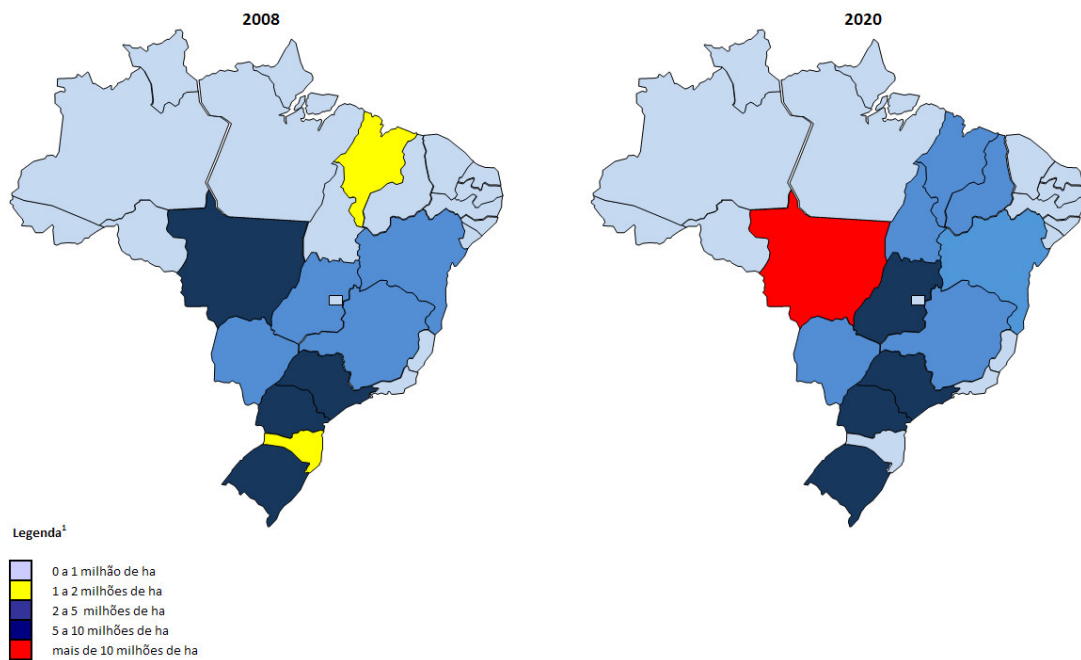 2008
2020
Legenda¹
0 a 1 milhão de ha
1 a 2 milhões de ha
2 a 5 milhões de ha
5 a 10 milhões de ha
mais de 10 milhões de ha